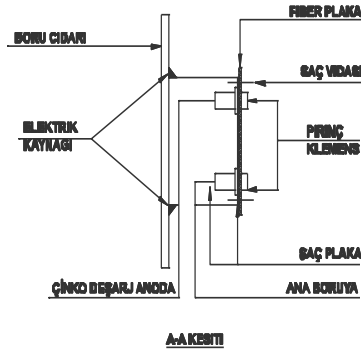 FIBER PLAKA
BORU CIDARI
SAÇ VIDASI
ELEKTRIK
KAYNAGI
PIRINÇ
KLEMENS
SAÇ PLAKA
ÇINKO DEŞARJ ANODA
ANA BORUYA
A-A KESITI